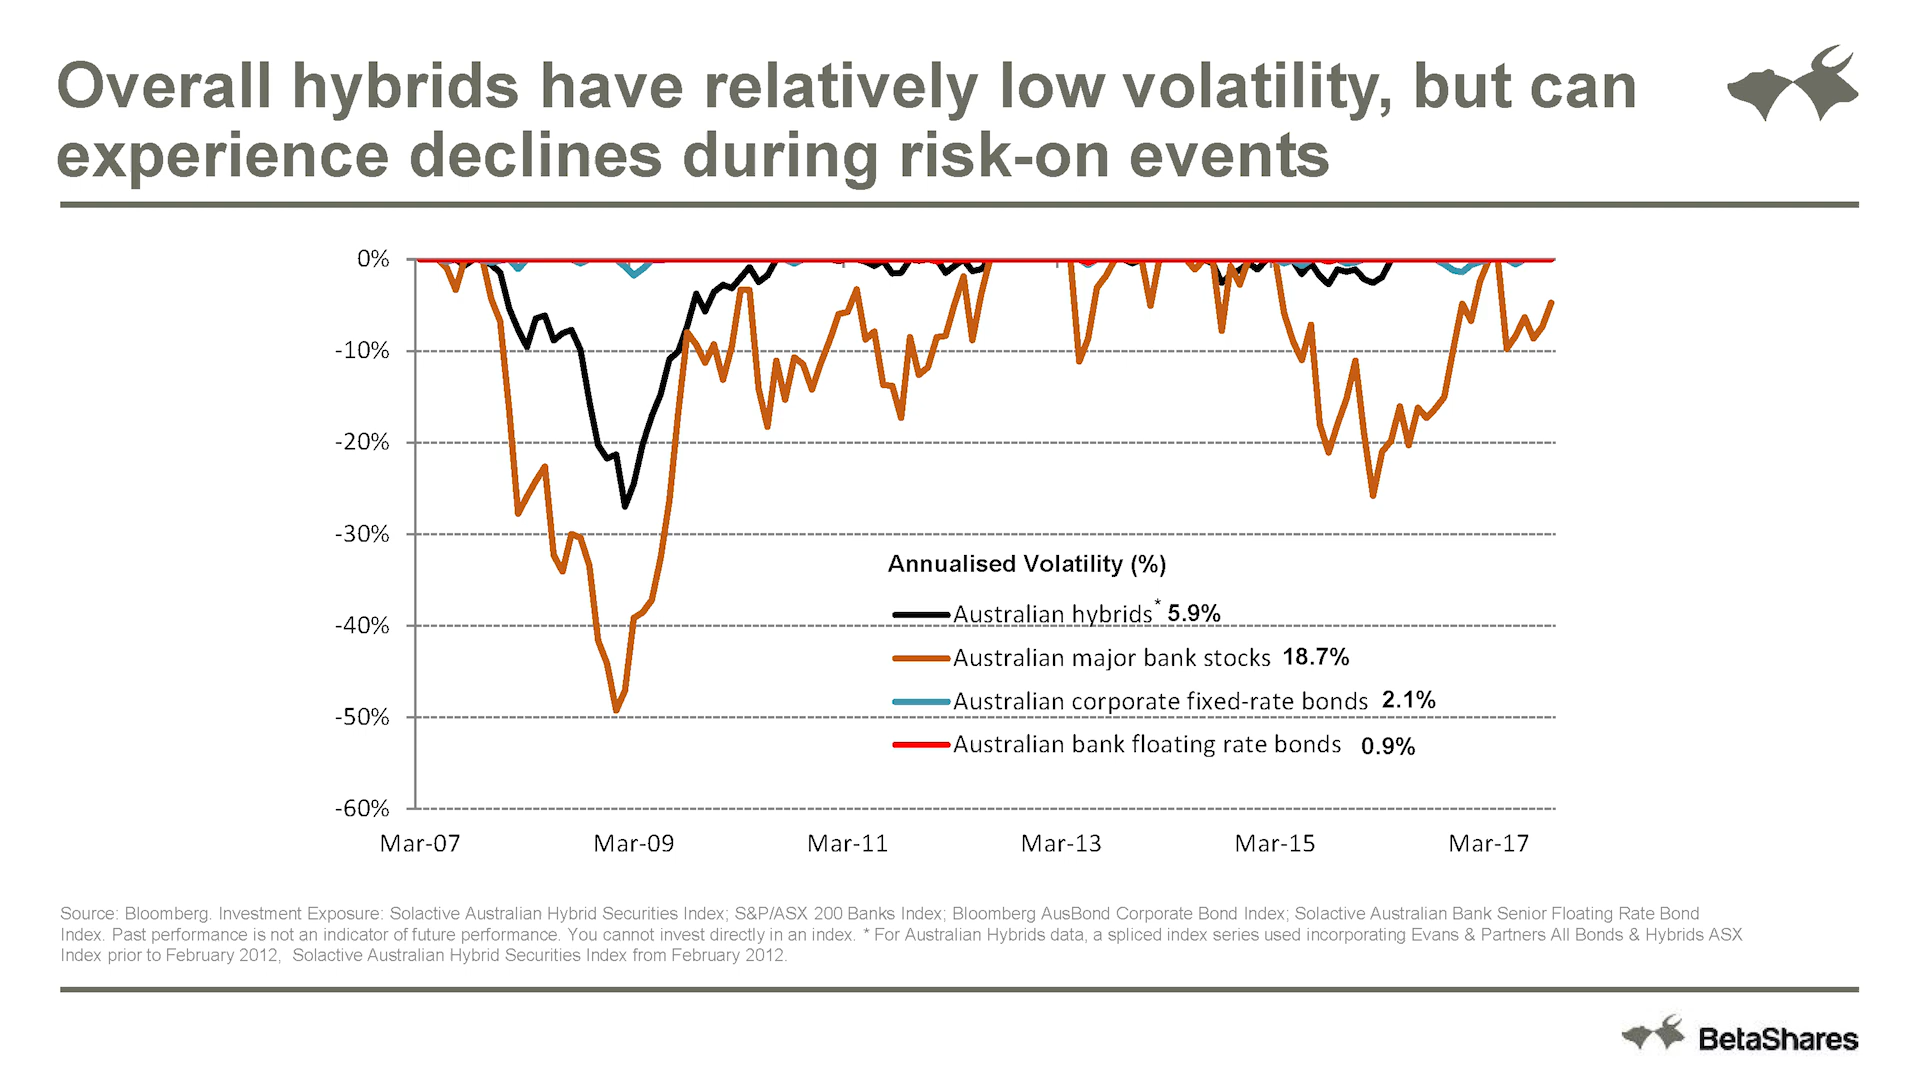 Overall hybrids have relatively low volatility, but can
experience declines during risk-on events
0%
-10%
-20%
-30%
-40%
-50%
-60%
Annualised Volatility (%)
Australian hybrids* 5.9%
Australian major bank stocks 18.7%
Australian corporate fixed-rate bonds 2.1%
Australian bank floating rate bonds 0.9%
Mar-07 Mar-09 Mar-11 Mar-13 Mar-15 Mar-17
Source: Bloomberg. Investment Exposure: Solactive Australian Hybrid Securities Index; S&P/ASX 200 Banks Index; Bloomberg AusBond Corporate Bond Index; Solactive Australian Bank Senior Floating Rate Bond
Index. Past performance is not an indicator of future performance. You cannot invest directly in an index. * For Australian Hybrids data, a spliced index series used incorporating Evans & Partners All Bonds & Hybrids ASX
Index prior to February 2012, Solactive Australian Hybrid Securities Index from February 2012.
BetaShares